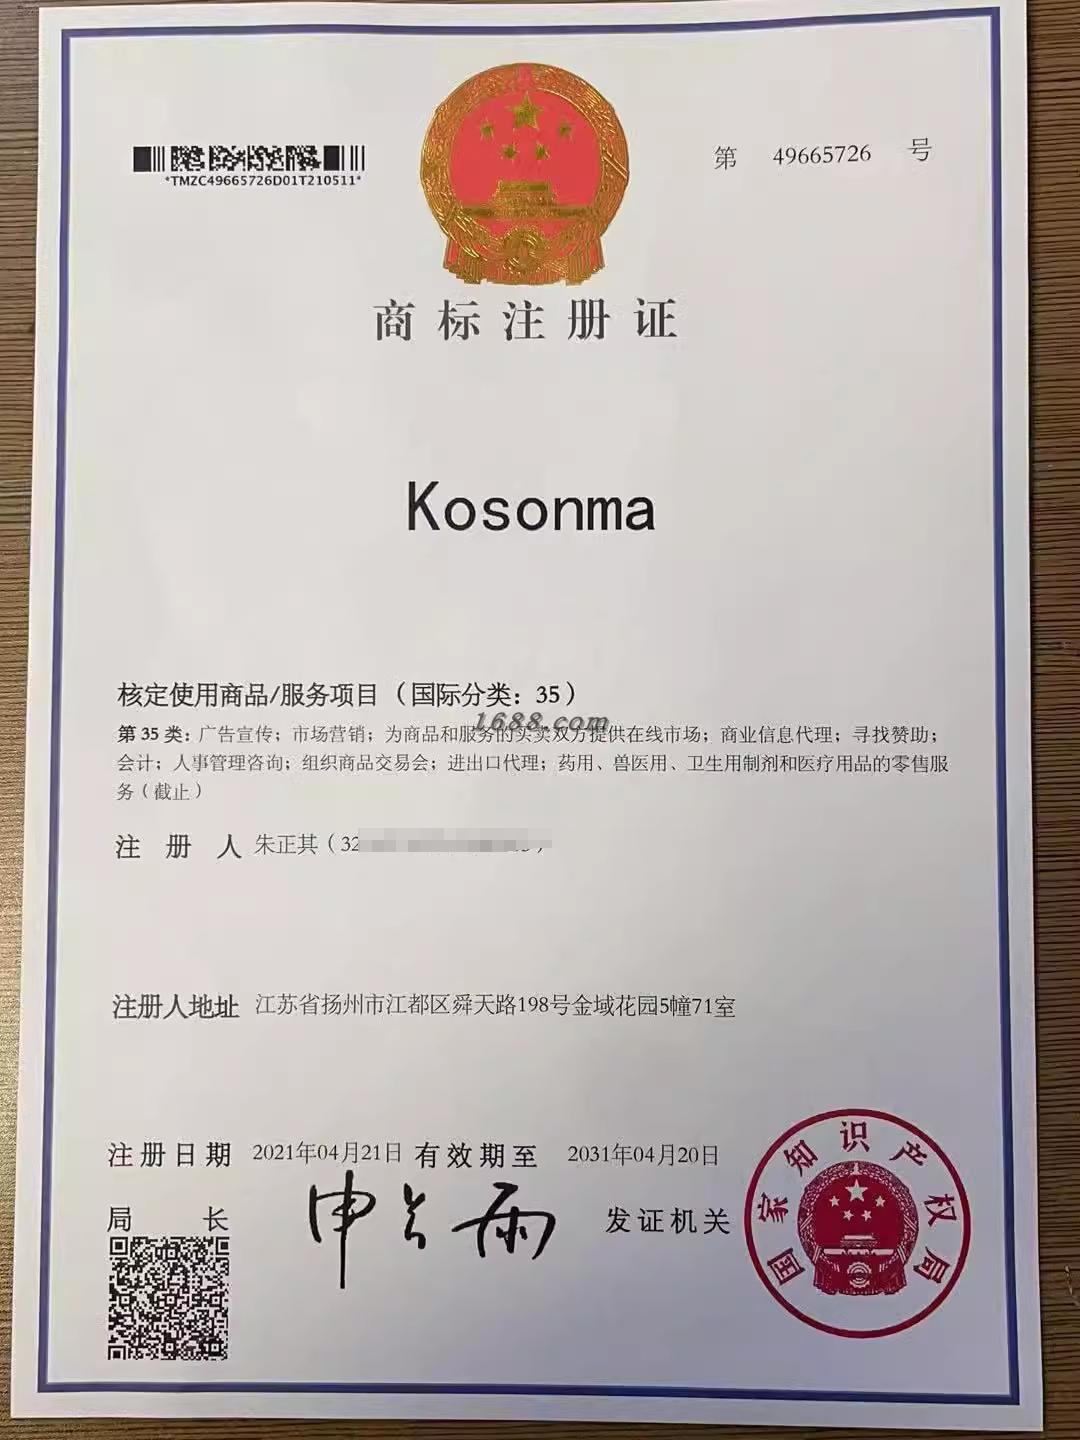 *TMZC49665726D01T210511*
第 49665726 号
商标注册证
Kosonma
核定使用商品/服务项目（国际分类：35）
1688.com
第 35 类：广告宣传；市场营销；为商品和服务的买卖双方提供在线市场；商业信息代理；寻找赞助；
会计；人事管理咨询；组织商品交易会；进出口代理；药用、兽医用、卫生用制剂和医疗用品的零售服
务（截止）
注 册 人 朱正其（32
注册人地址 江苏省扬州市江都区舜天路198号金域花园5幢71室
注册日期 2021年04月21日 有效期至 2031年04月20日
局 长 申长雨 发证机关
国家知识产权局